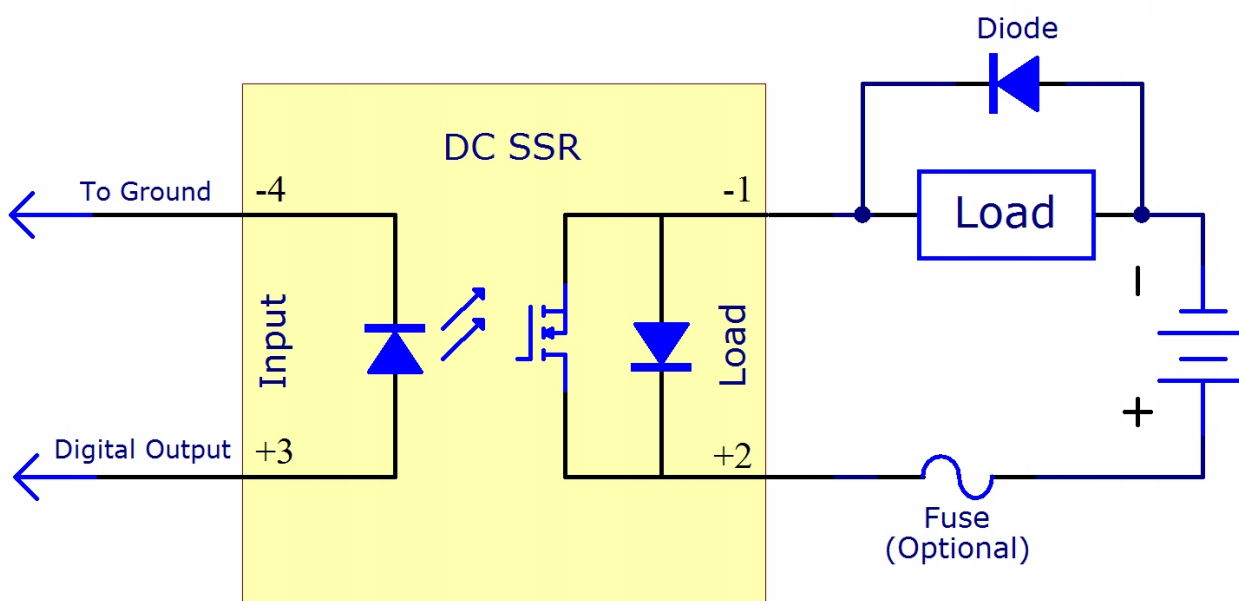 Diode
DC SSR
To Ground
-4
-1
Load
Input
Load
-
+
Digital Output
+3
+2
Fuse
(Optional)